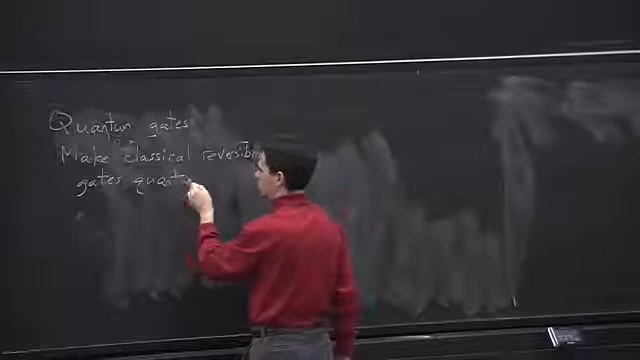 Quantum gates
Make classical reversib
gates quant